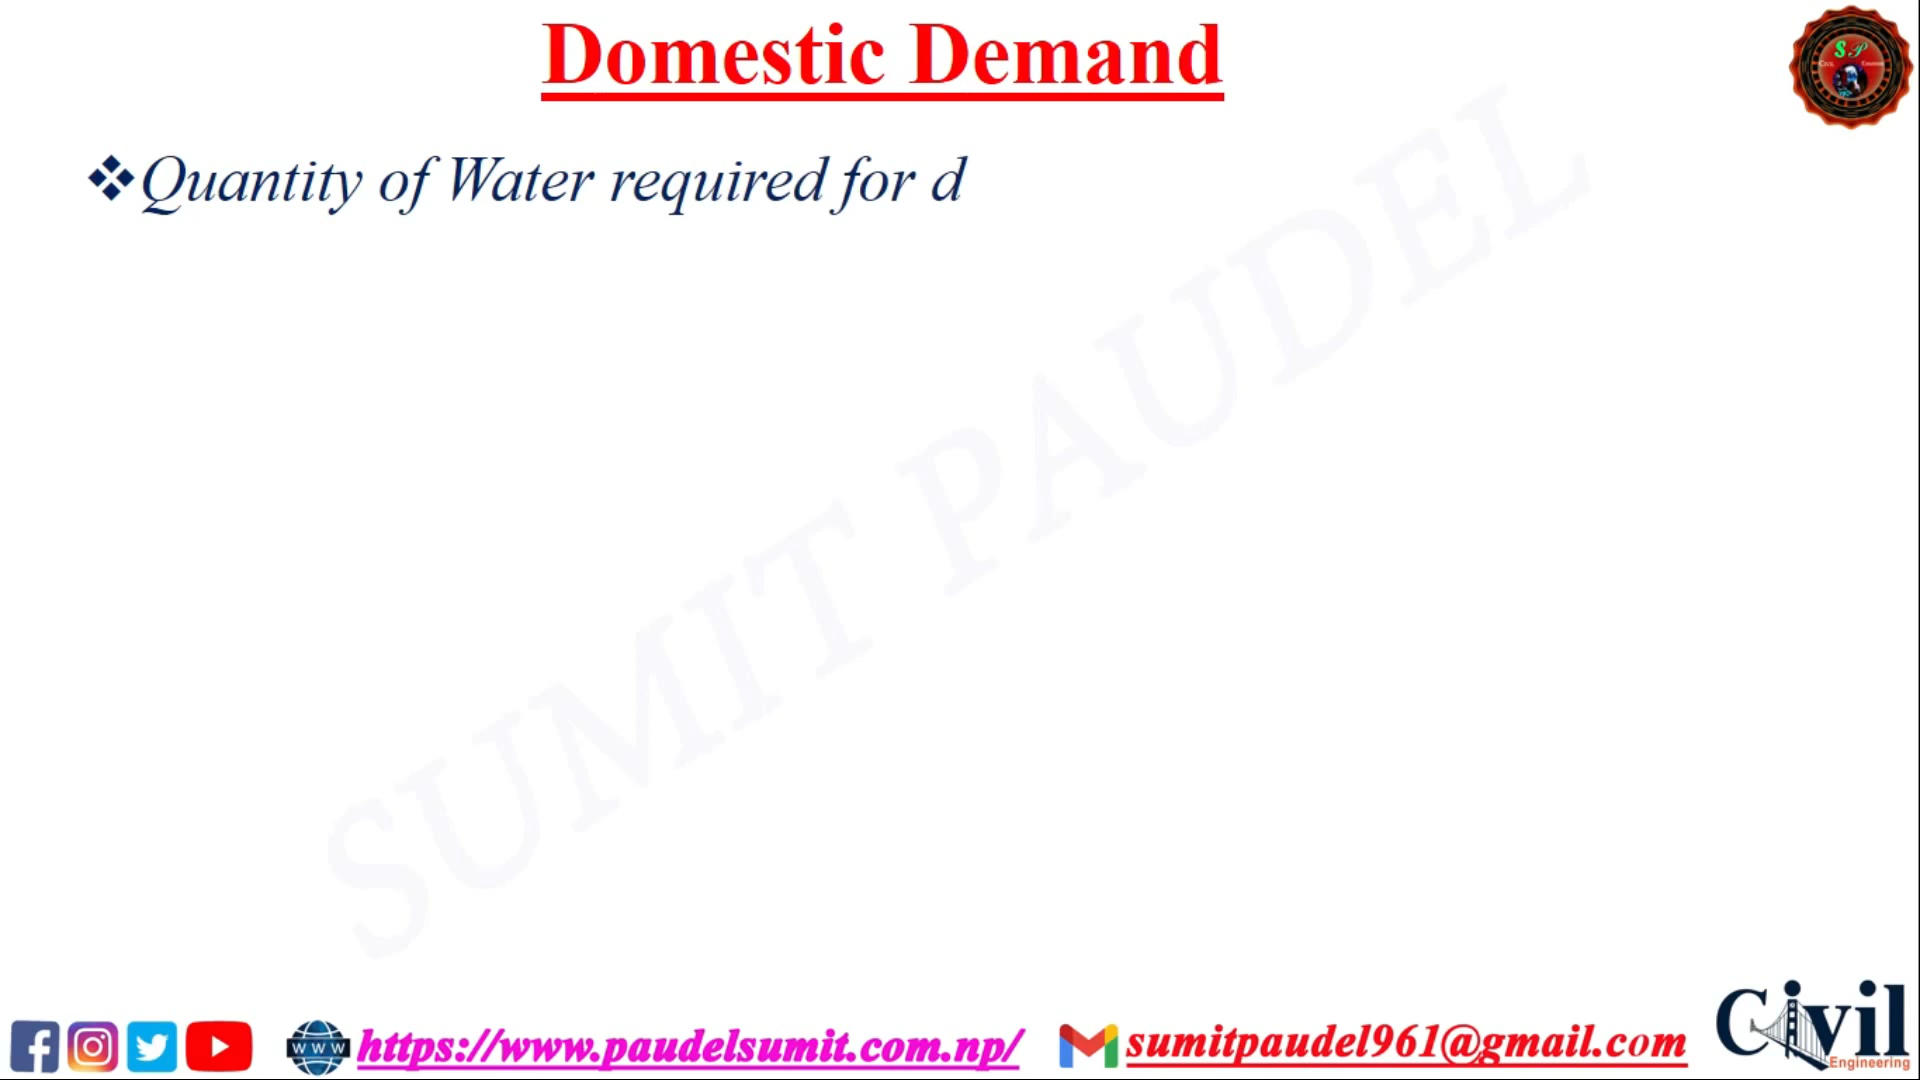 Domestic Demand
S P
❖Quantity of Water required for d
SUMIT PAUDEL
www
https://www.paudelsumit.com.np/
sumitpaudel961@gmail.com
Civil
Engineering